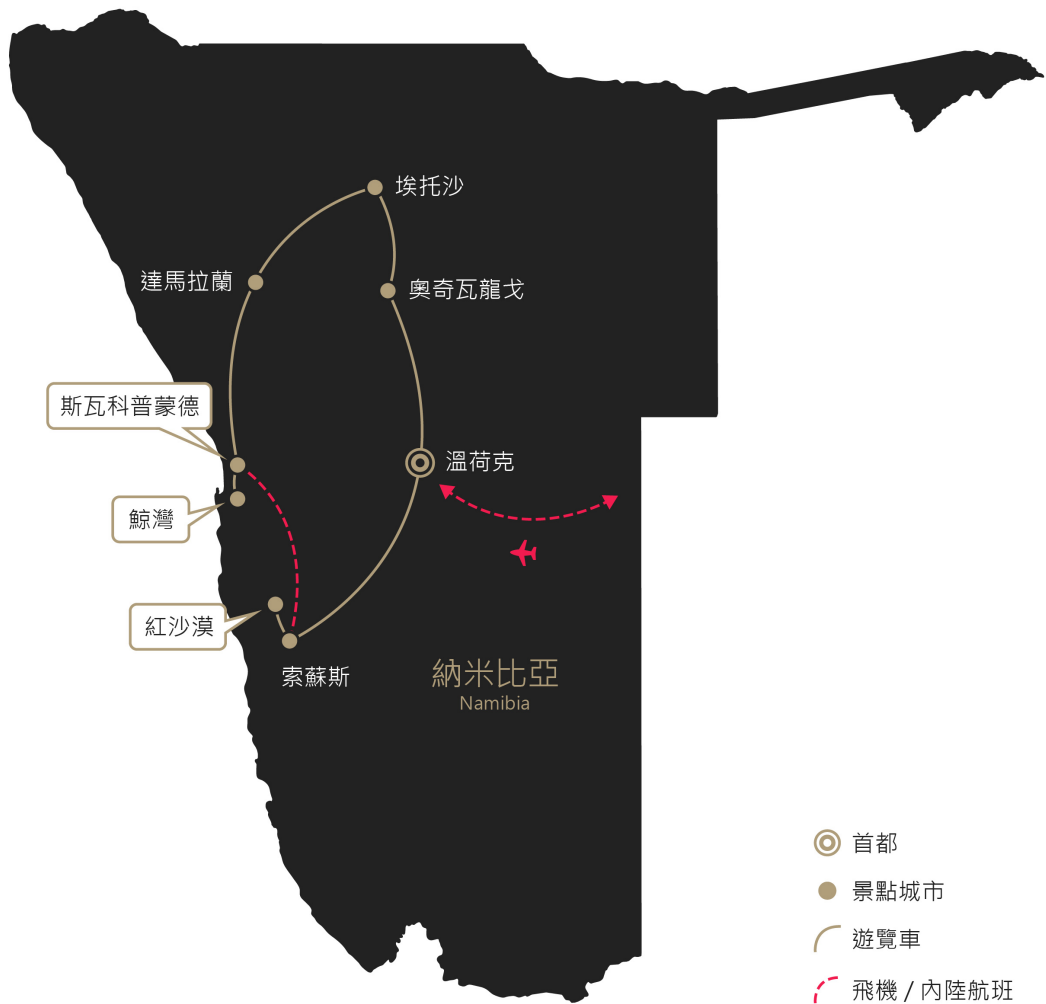 埃托沙
達馬拉蘭
奧奇瓦龍戈
斯瓦科普蒙德
溫荷克
鯨灣
紅沙漠
索蘇斯
納米比亞
Namibia
首都
景點城市
遊覽車
飛機 / 內陸航班